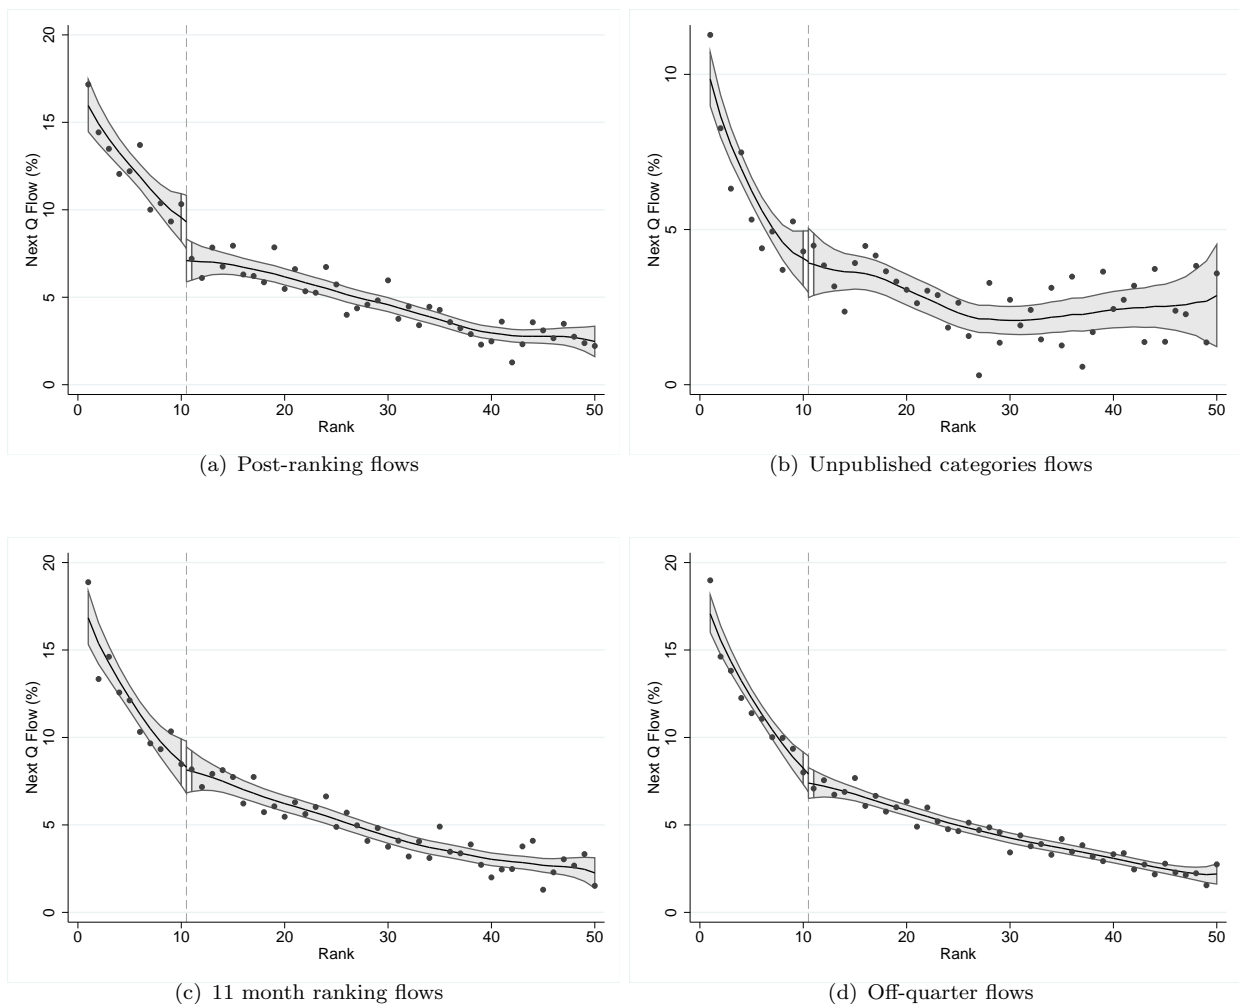 20
15
10
5
0
Next Q Flow (%)
0 10 20 30 40 50
Rank
(a) Post-ranking flows
10
5
0
Next Q Flow (%)
0 10 20 30 40 50
Rank
(b) Unpublished categories flows
20
15
10
5
0
Next Q Flow (%)
0 10 20 30 40 50
Rank
(c) 11 month ranking flows
20
15
10
5
0
Next Q Flow (%)
0 10 20 30 40 50
Rank
(d) Off-quarter flows